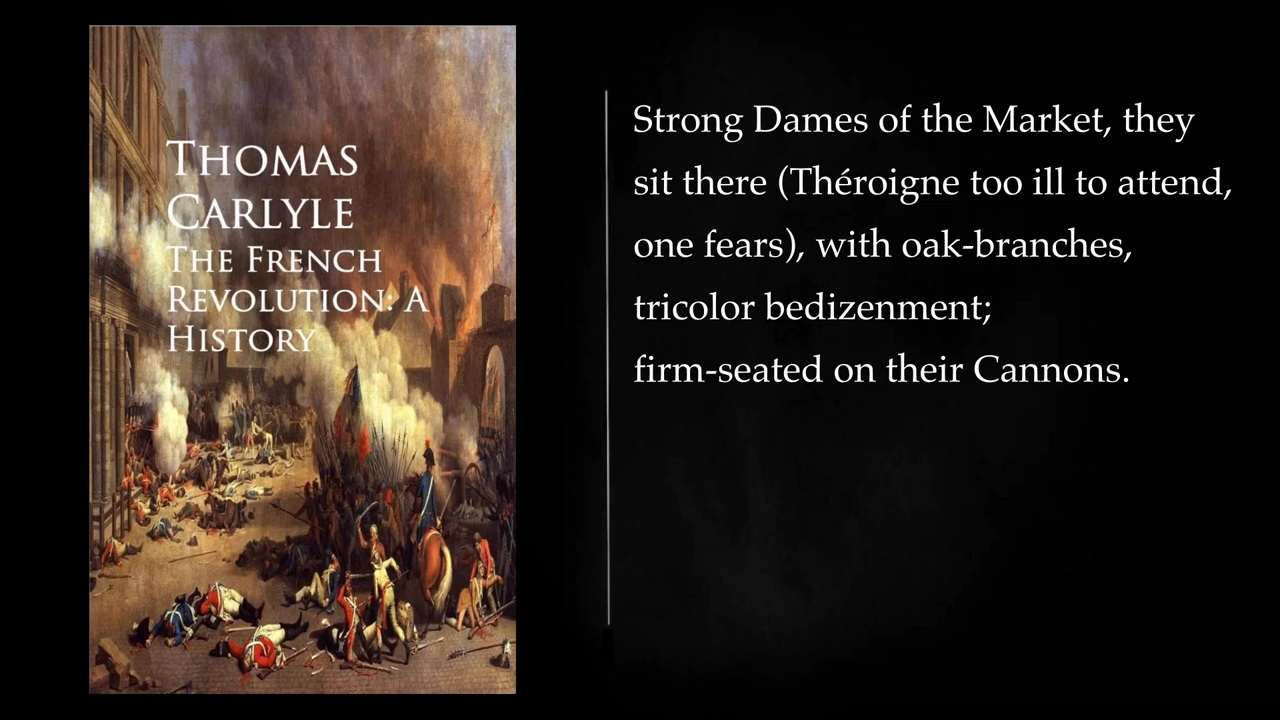 THOMAS
CARLYLE
THE FRENCH
REVOLUTION: A
HISTORY
Strong Dames of the Market, they
sit there (Théroigne too ill to attend,
one fears), with oak-branches,
tricolor bedizenment;
firm-seated on their Cannons.